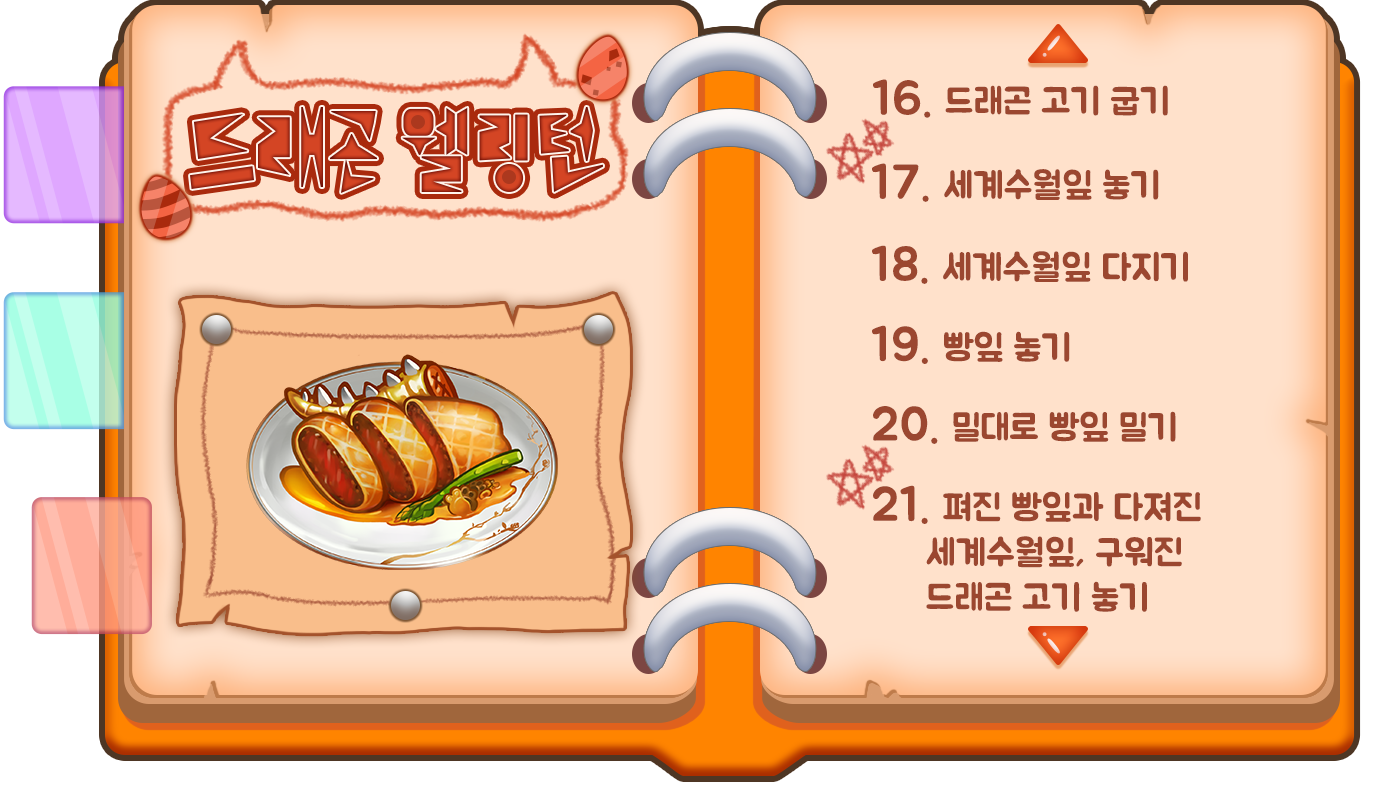 드래곤 웰링턴
16. 드래곤 고기 굽기
17. 세계수월잎 놓기
18. 세계수월잎 다지기
19. 빵잎 놓기
20. 밀대로 빵잎 밀기
21. 펴진 빵잎과 다져진
세계수월잎, 구워진
드래곤 고기 놓기